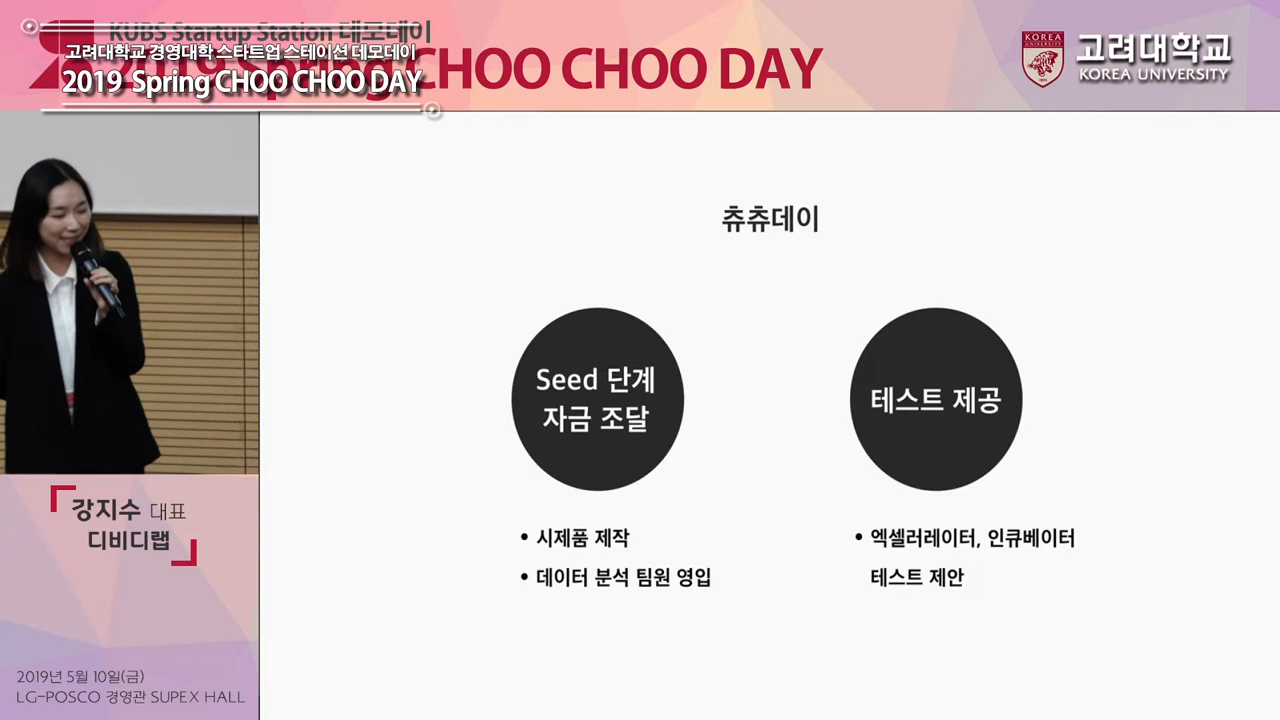 KUBS Startup Station 데모데이
고려대학교 경영대학 스타트업 스테이션 데모데이
2019 Spring CHOO CHOO DAY
CHOO CHOO DAY
KOREA
UNIVERSITY
고려대학교
KOREA UNIVERSITY
츄츄데이
Seed 단계
자금 조달
테스트 제공
• 시제품 제작
• 데이터 분석 팀원 영입
• 엑셀러레이터, 인큐베이터
테스트 제안
강지수 대표
디비디랩
2019년 5월 10일(금)
LG-POSCO 경영관 SUPEX HALL